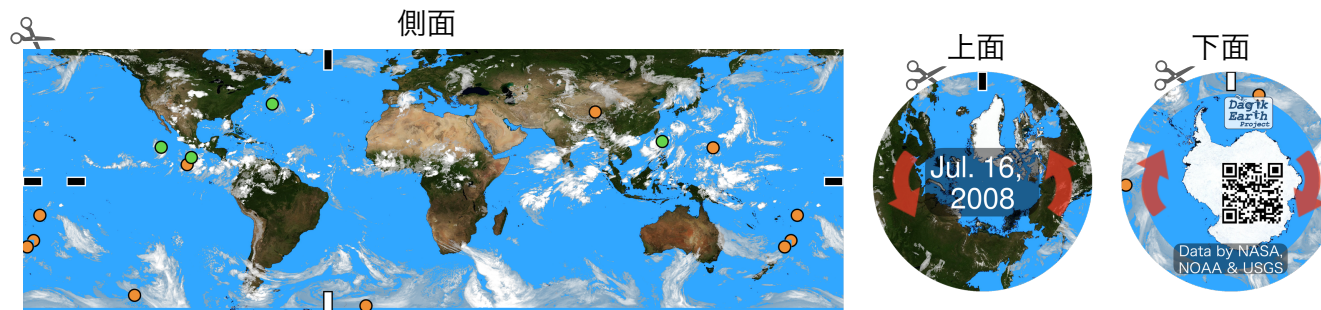 側面
上面
下面
Jul. 16,
2008
Dagik
Earth
Project
Data by NASA,
NOAA & USGS